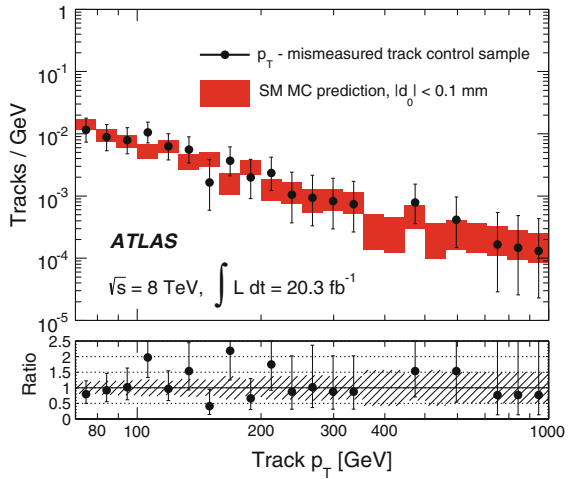 1
10⁻¹
10⁻²
10⁻³
10⁻⁴
10⁻⁵
Tracks / GeV
p_T - mismeasured track control sample
SM MC prediction, |d₀| < 0.1 mm
ATLAS
√s = 8 TeV, ∫ L dt = 20.3 fb⁻¹
2.5
2
1.5
1
0.5
0
Ratio
80 100 200 300 400 1000
Track p_T [GeV]